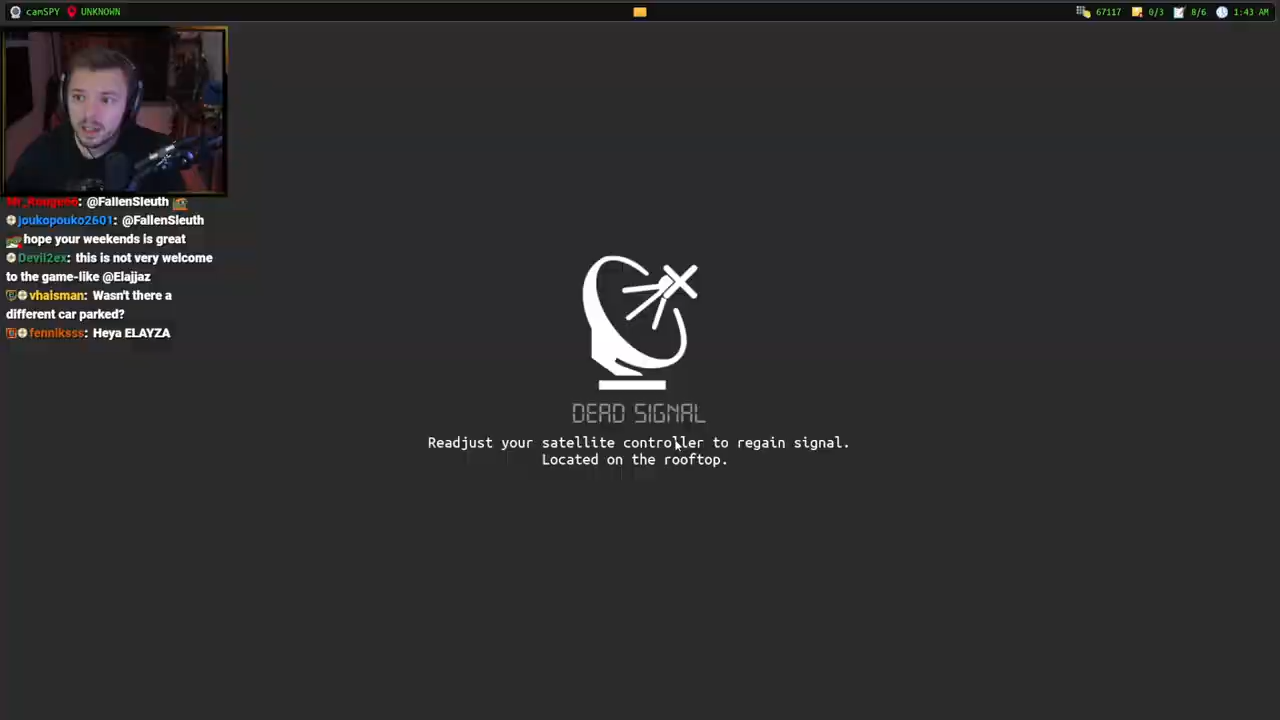 camSPY UNKNOWN 67117 0/3 8/6 1:43 AM
Mr_Rouge66: @FallenSleuth
joukopouko2601: @FallenSleuth
hope your weekends is great
Devil2ex: this is not very welcome
to the game-like @Elajjaz
vhaisman: Wasn't there a
different car parked?
fenniksss: Heya ELAYZA
DEAD SIGNAL
Readjust your satellite controller to regain signal.
Located on the rooftop.